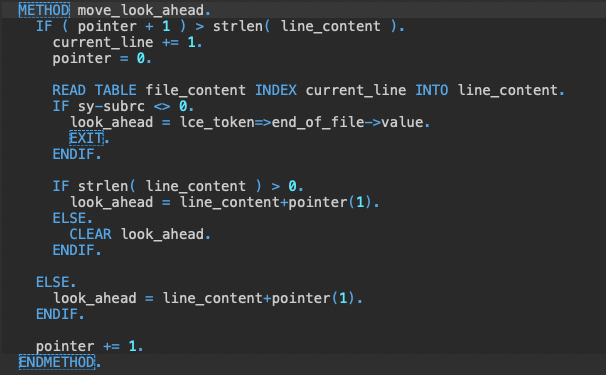 METHOD move_look_ahead.
IF ( pointer + 1 ) > strlen( line_content ).
current_line += 1.
pointer = 0.
READ TABLE file_content INDEX current_line INTO line_content.
IF sy-subrc <> 0.
look_ahead = lce_token=>end_of_file->value.
EXIT.
ENDIF.
IF strlen( line_content ) > 0.
look_ahead = line_content+pointer(1).
ELSE.
CLEAR look_ahead.
ENDIF.
ELSE.
look_ahead = line_content+pointer(1).
ENDIF.
pointer += 1.
ENDMETHOD.